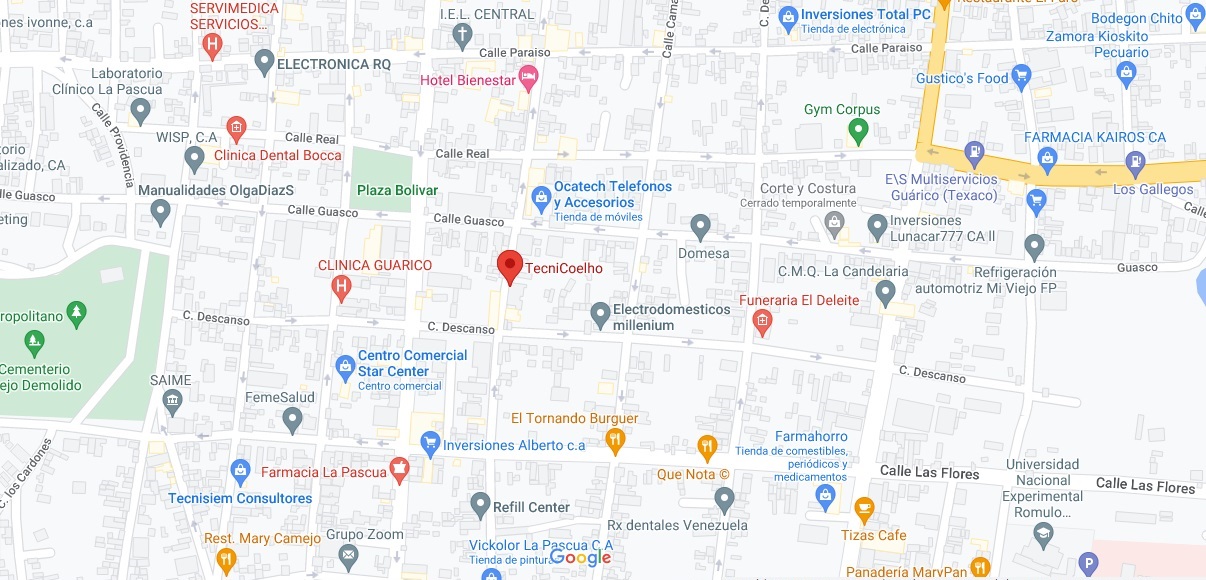 SERVIMEDICA
SERVICIOS...
I.E.L. CENTRAL
Inversiones Total PC
Tienda de electrónica
Bodegon Chito
Zamora Kioskito
Pecuario
ones ivonne, c.a
Calle Paraiso
Calle Paraiso
ELECTRONICA RQ
Laboratorio
Clínico La Pascua
Hotel Bienestar
Gustico's Food
Calle Providencia
Gym Corpus
WISP, C.A
Calle Real
FARMACIA KAIROS CA
Clinica Dental Bocca
Calle Real
alizado, CA
E\S Multiservicios
Guárico (Texaco)
Los Gallegos
Manualidades OlgaDiazS
Plaza Bolivar
Ocatech Telefonos
y Accesorios
Tienda de móviles
Corte y Costura
Cerrado temporalmente
Calle Guasco
Calle Guasco
Calle Guasco
Inversiones
Lunacar777 CA ll
Domesa
Guasco
CLINICA GUARICO
TecniCoelho
C.M.Q. La Candelaria
Refrigeración
automotriz Mi Viejo FP
Funeraria El Deleite
Electrodomesticos
millenium
ropolitano
C. Descanso
C. Descanso
Cementerio
ejo Demolido
Centro Comercial
Star Center
Centro comercial
C. Descanso
SAIME
FemeSalud
El Tornando Burguer
Inversiones Alberto c.a
Farmahorro
Tienda de comestibles,
periódicos y
medicamentos
C. los Cardones
Farmacia La Pascua
Que Nota ©
Calle Las Flores
Calle Las Flores
Universidad
Nacional
Experimental
Romulo...
Tecnisiem Consultores
Refill Center
Rx dentales Venezuela
Tizas Cafe
Rest. Mary Camejo
Grupo Zoom
Vickolor La Pascua C.A
Tienda de pintura
Google
Panadería MaryPan
P